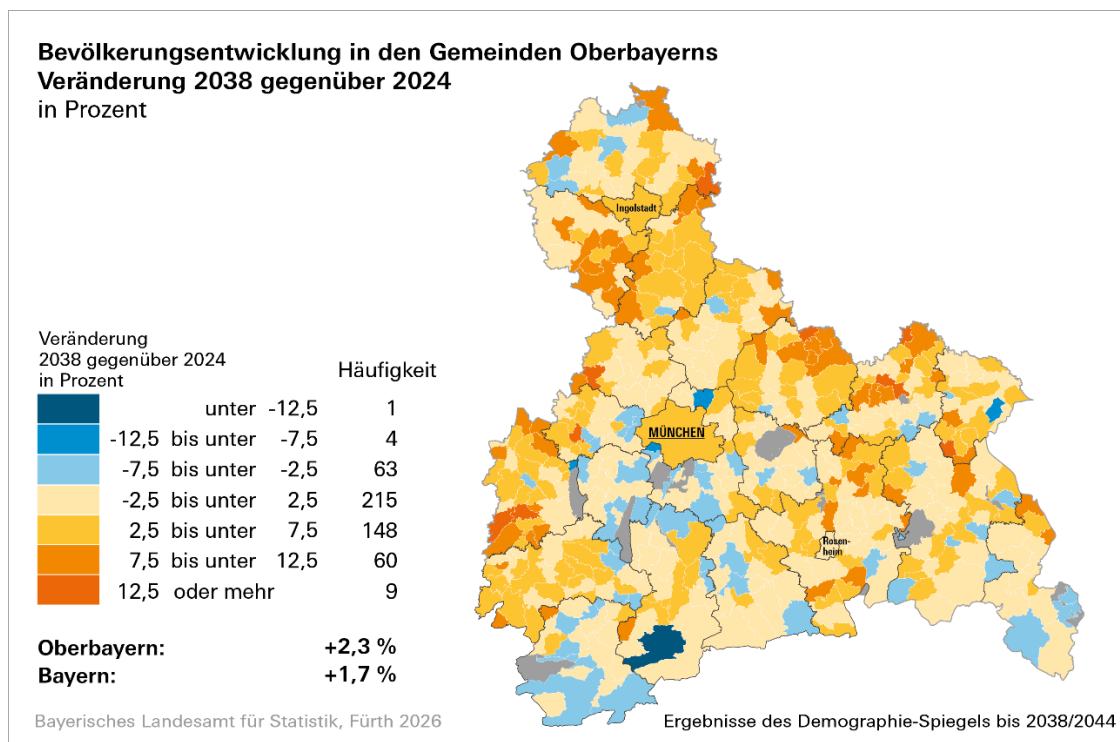 Bevölkerungsentwicklung in den Gemeinden Oberbayerns
Veränderung 2038 gegenüber 2024
in Prozent
Ingolstadt
MÜNCHEN
Rosen-
heim
Veränderung
2038 gegenüber 2024
in Prozent
Häufigkeit
unter -12,5 1
-12,5 bis unter -7,5 4
-7,5 bis unter -2,5 63
-2,5 bis unter 2,5 215
2,5 bis unter 7,5 148
7,5 bis unter 12,5 60
12,5 oder mehr 9
Oberbayern: +2,3 %
Bayern: +1,7 %
Bayerisches Landesamt für Statistik, Fürth 2026
Ergebnisse des Demographie-Spiegels bis 2038/2044